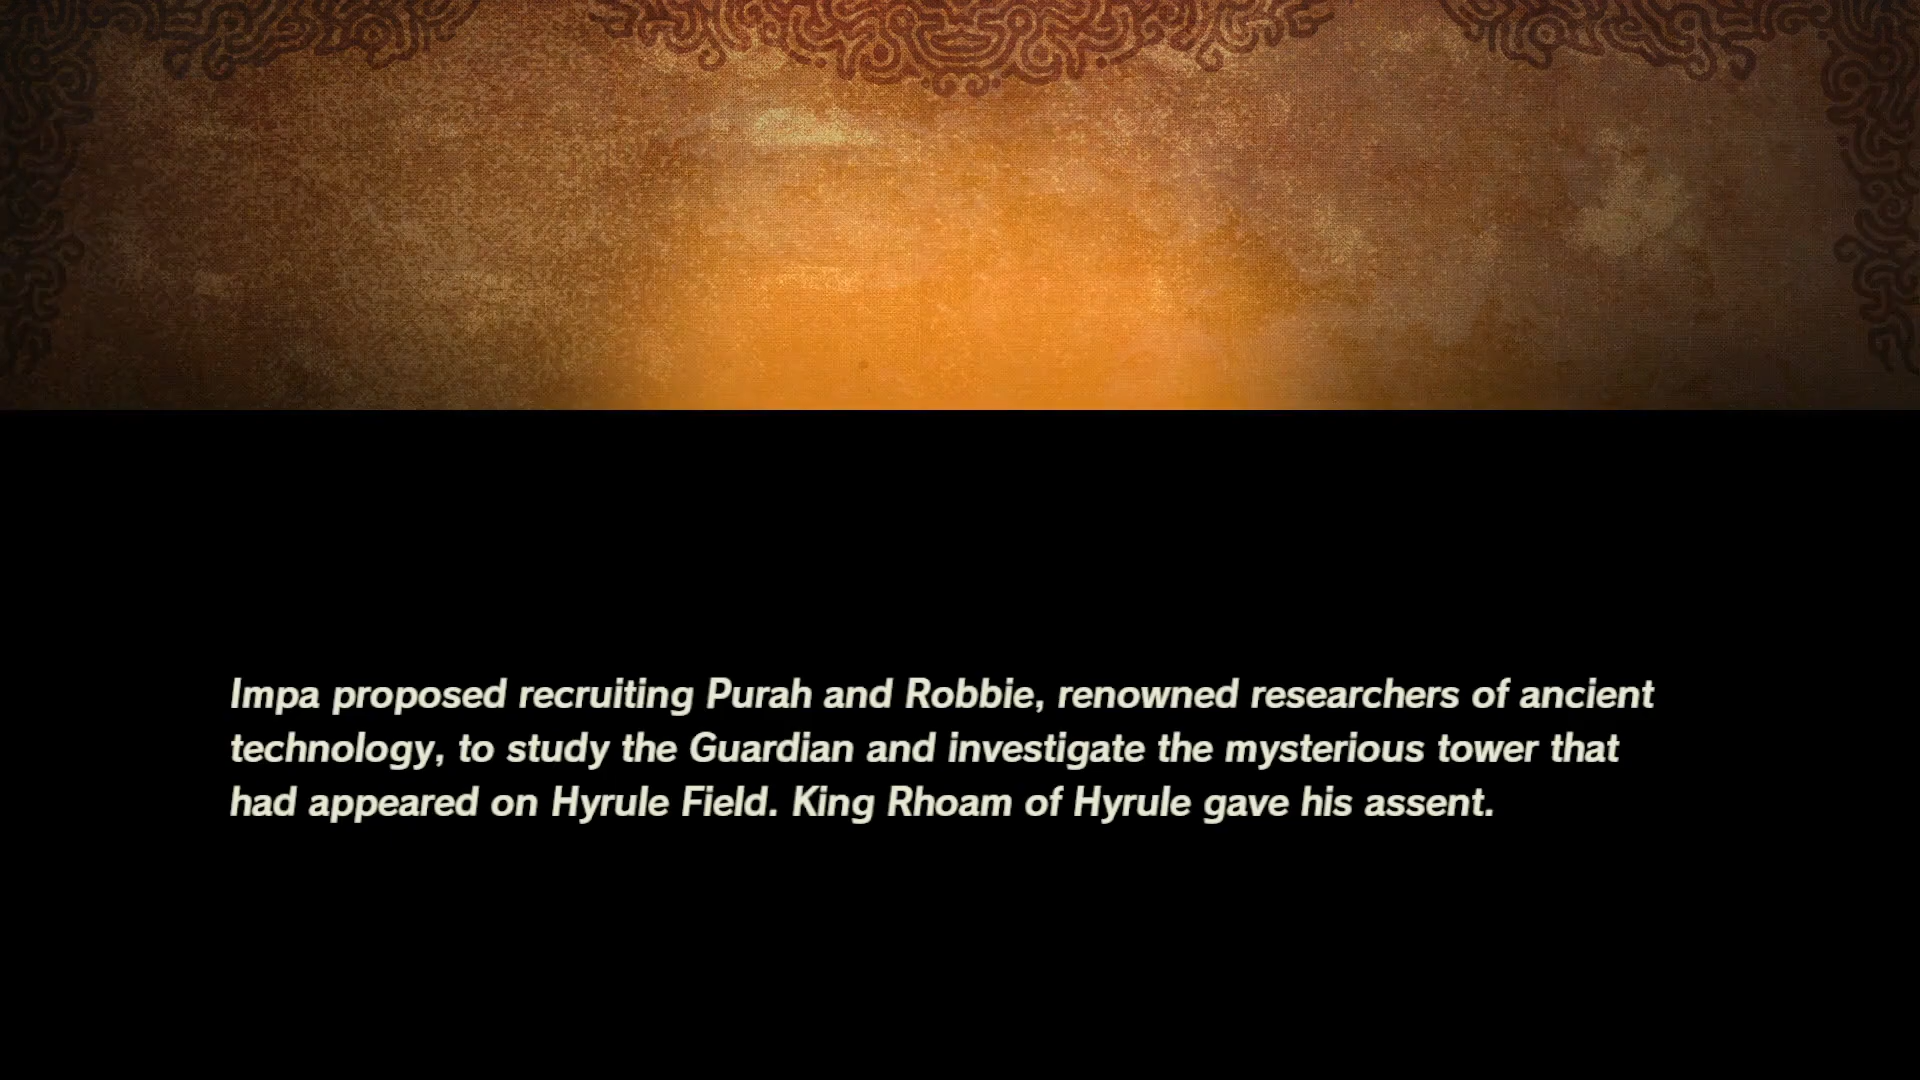 Impa proposed recruiting Purah and Robbie, renowned researchers of ancient
technology, to study the Guardian and investigate the mysterious tower that
had appeared on Hyrule Field. King Rhoam of Hyrule gave his assent.